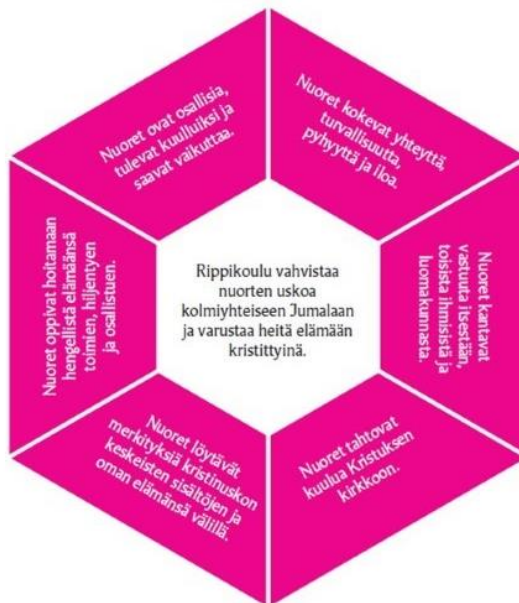 Nuoret ovat osallisia,
tulevat kuulluiksi ja
saavat vaikuttaa.
Nuoret kokevat yhteyttä,
turvallisuutta,
pyhyyttä ja iloa.
Nuoret kantavat
vastuuta itsestään,
toisista ihmisistä ja
luomakunnasta.
Nuoret tahtovat
kuulua Kristuksen
kirkkoon.
Nuoret löytävät
merkityksiä kristinuskon
keskeisten sisältöjen ja
oman elämänsä välillä.
Nuoret oppivat hoitamaan
hengellistä elämäänsä
toimien, hiljentyen
ja osallistuen.
Rippikoulu vahvistaa
nuorten uskoa
kolmiyhteiseen Jumalaan
ja varustaa heitä elämään
kristittyinä.